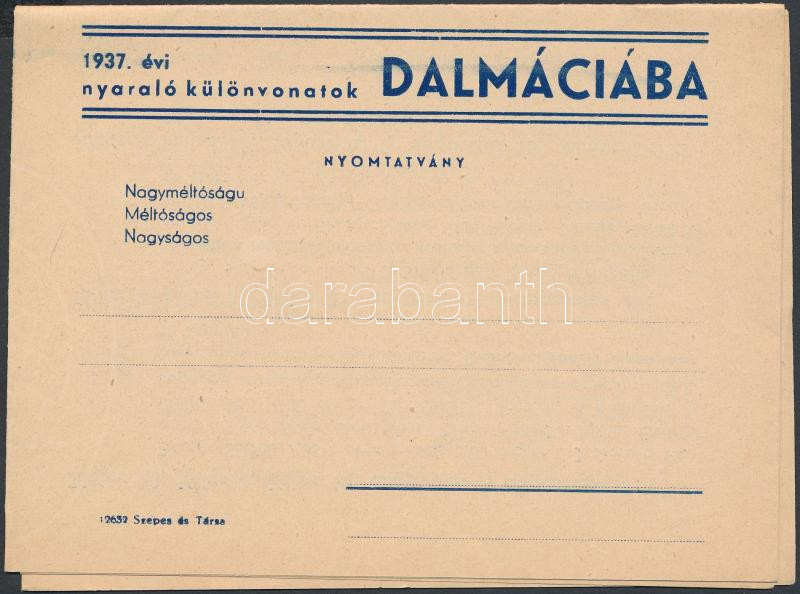 1937. évi
nyaraló különvonatok DALMÁCIÁBA
NYOMTATVÁNY
Nagyméltóságu
Méltóságos
Nagyságos
darabanth
12632 Szepes és Társa